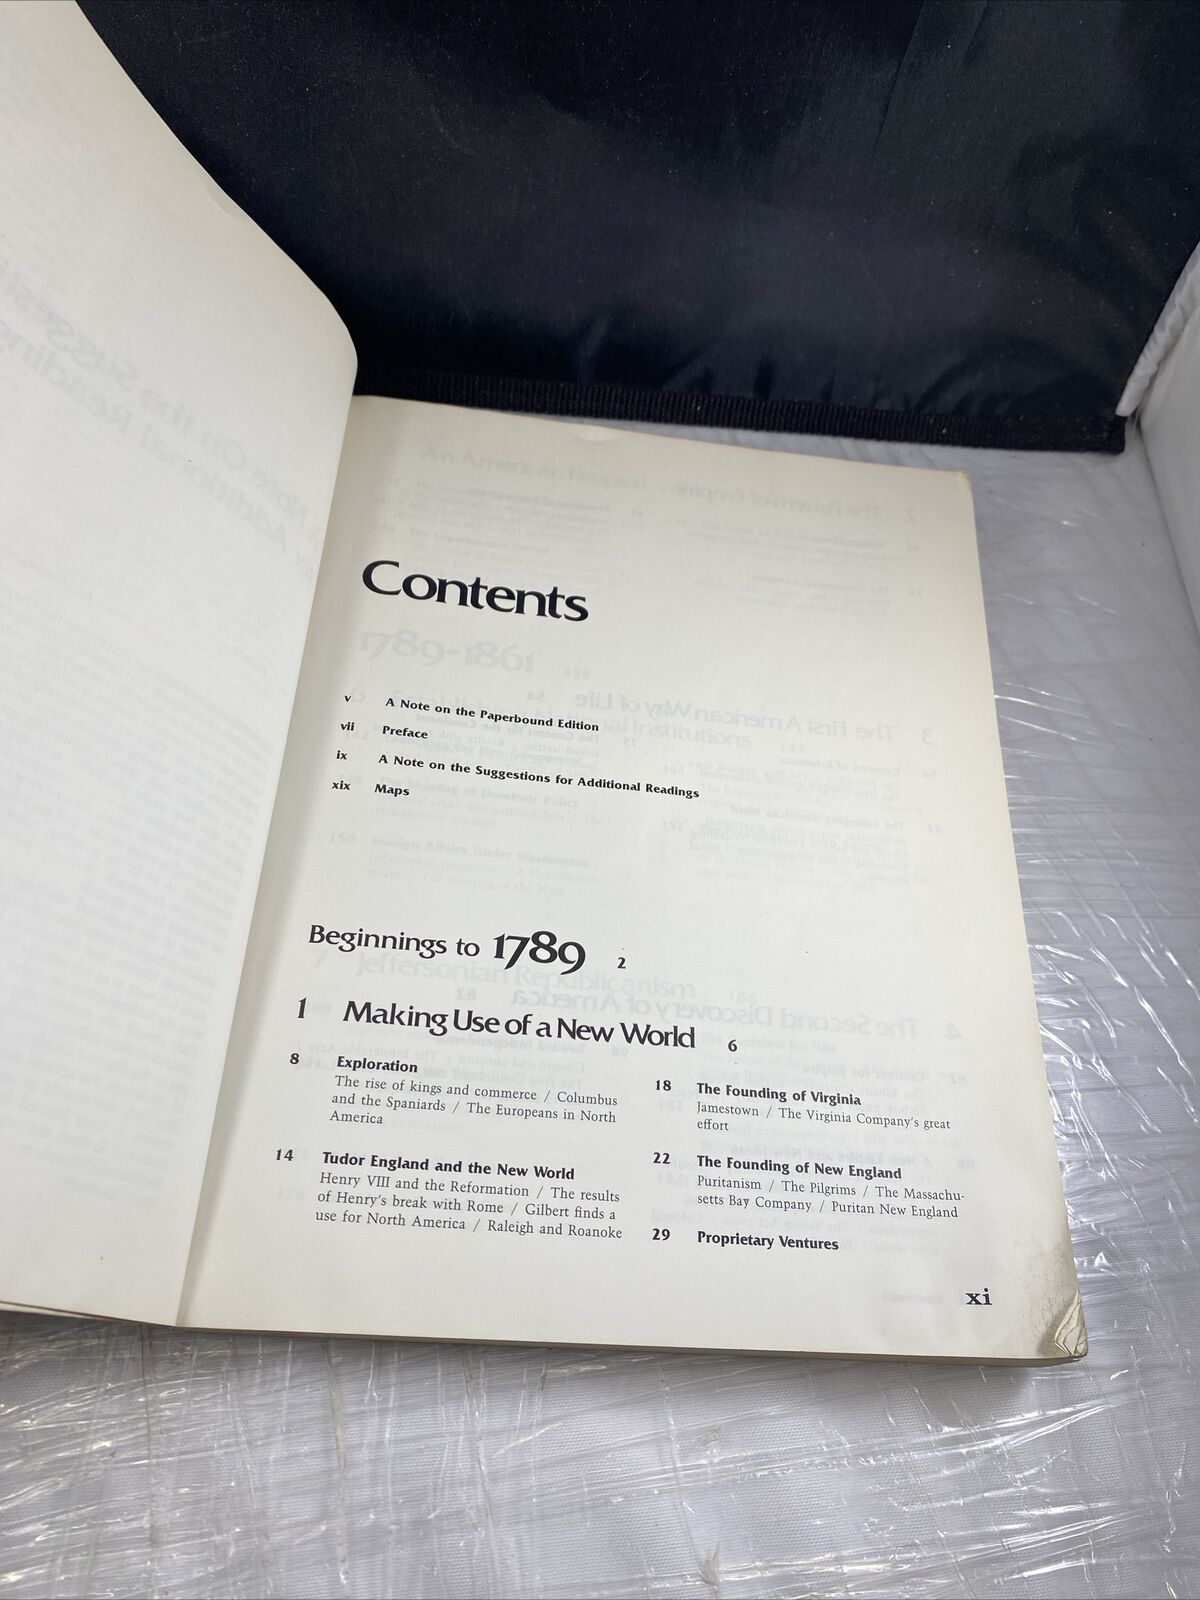 Contents
v A Note on the Paperbound Edition
vii Preface
ix A Note on the Suggestions for Additional Readings
xix Maps
Beginnings to 1789 2
1 Making Use of a New World 6
8 Exploration
The rise of kings and commerce / Columbus
and the Spaniards / The Europeans in North
America
14 Tudor England and the New World
Henry VIII and the Reformation / The results
of Henry's break with Rome / Gilbert finds a
use for North America / Raleigh and Roanoke
18 The Founding of Virginia
Jamestown / The Virginia Company's great
effort
22 The Founding of New England
Puritanism / The Pilgrims / The Massachu-
setts Bay Company / Puritan New England
29 Proprietary Ventures
xi